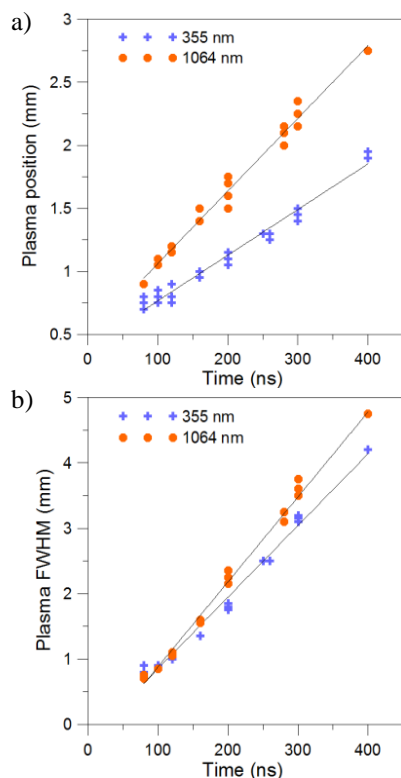 a)
3
355 nm
1064 nm
2.5
2
1.5
1
0.5
Plasma position (mm)
0 100 200 300 400
Time (ns)
b)
5
355 nm
1064 nm
4
3
2
1
0
Plasma FWHM (mm)
0 100 200 300 400
Time (ns)